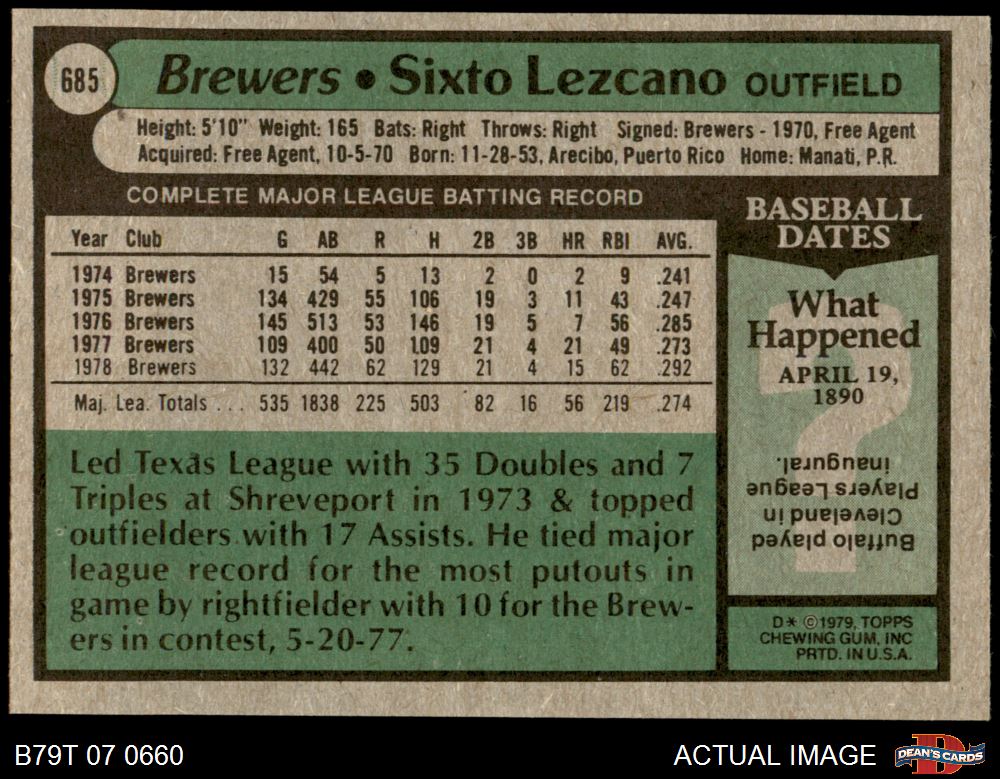 685
Brewers • Sixto Lezcano OUTFIELD
Height: 5'10" Weight: 165 Bats: Right Throws: Right Signed: Brewers - 1970, Free Agent
Acquired: Free Agent, 10-5-70 Born: 11-28-53, Arecibo, Puerto Rico Home: Manati, P.R.
COMPLETE MAJOR LEAGUE BATTING RECORD
Year Club G AB R H 2B 3B HR RBI AVG.
1974 Brewers 15 54 5 13 2 0 2 9 .241
1975 Brewers 134 429 55 106 19 3 11 43 .247
1976 Brewers 145 513 53 146 19 5 7 56 .285
1977 Brewers 109 400 50 109 21 4 21 49 .273
1978 Brewers 132 442 62 129 21 4 15 62 .292
Maj. Lea. Totals ... 535 1838 225 503 82 16 56 219 .274
Led Texas League with 35 Doubles and 7
Triples at Shreveport in 1973 & topped
outfielders with 17 Assists. He tied major
league record for the most putouts in
game by rightfielder with 10 for the Brew-
ers in contest, 5-20-77.
BASEBALL
DATES
What
Happened
APRIL 19,
1890
?
Buffalo played
Cleveland in
Players League
inaugural.
D* ©1979, TOPPS
CHEWING GUM, INC
PRTD. IN U.S.A.
B79T 07 0660
ACTUAL IMAGE
D
DEAN'S CARDS